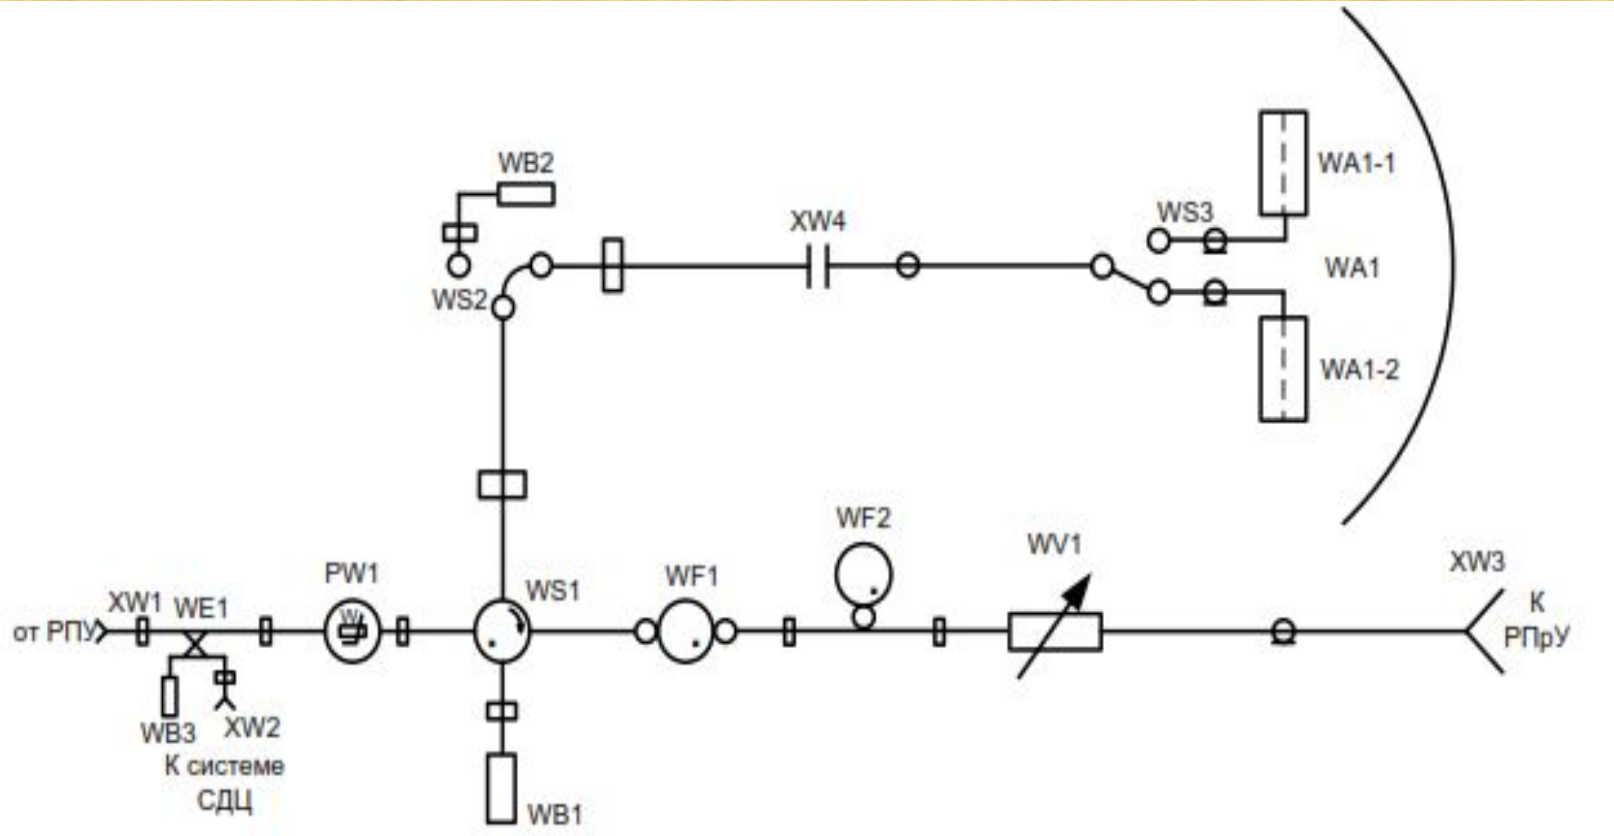 WB2
WA1-1
XW4
WS3
WS2
WA1
WA1-2
WF2
WV1
XW3
PW1
WF1
WS1
XW1
WE1
К
от РПУ
W
РПрУ
WB3
XW2
К системе
СДЦ
WB1